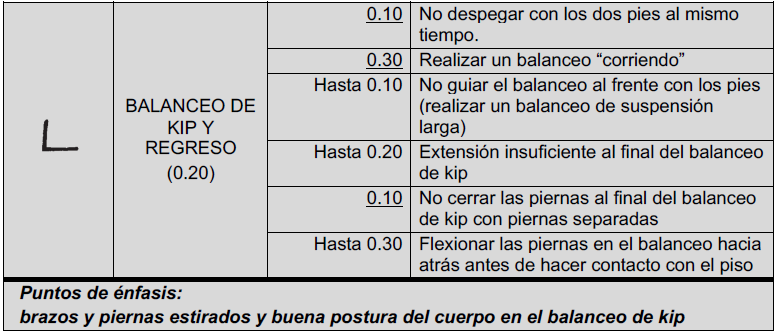 0.10 No despegar con los dos pies al mismo
tiempo.
0.30 Realizar un balanceo “corriendo”
BALANCEO DE
KIP Y
REGRESO
(0.20)
Hasta 0.10 No guiar el balanceo al frente con los pies
(realizar un balanceo de suspensión
larga)
Hasta 0.20 Extensión insuficiente al final del balanceo
de kip
0.10 No cerrar las piernas al final del balanceo
de kip con piernas separadas
Hasta 0.30 Flexionar las piernas en el balanceo hacia
atrás antes de hacer contacto con el piso
Puntos de énfasis:
brazos y piernas estirados y buena postura del cuerpo en el balanceo de kip